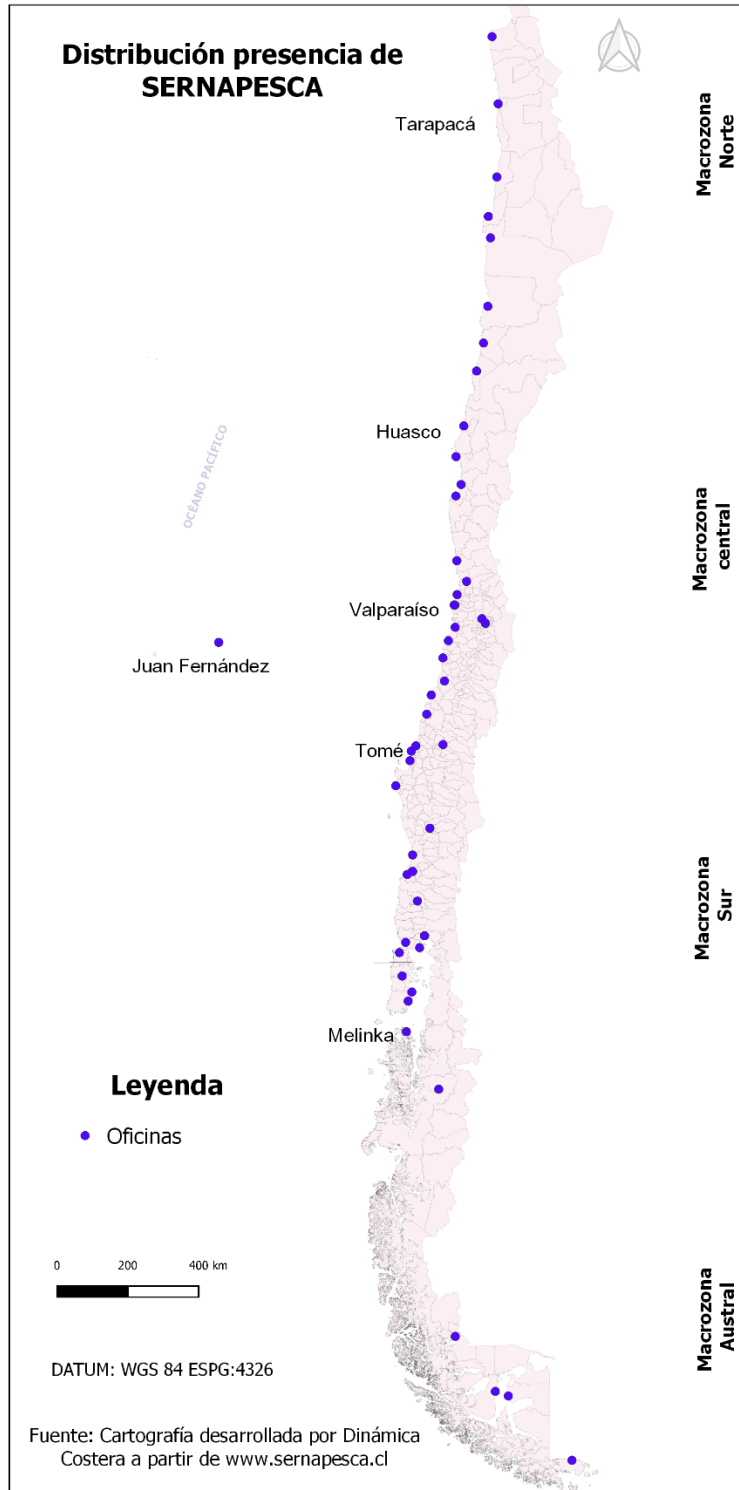 Distribución presencia de
SERNAPESCA
Tarapacá
Macrozona
Norte
Huasco
OCÉANO PACÍFICO
Macrozona
central
Valparaíso
Juan Fernández
Tomé
Macrozona
Sur
Melinka
Leyenda
Oficinas
0 200 400 km
Macrozona
Austral
DATUM: WGS 84 ESPG:4326
Fuente: Cartografía desarrollada por Dinámica
Costera a partir de www.sernapesca.cl